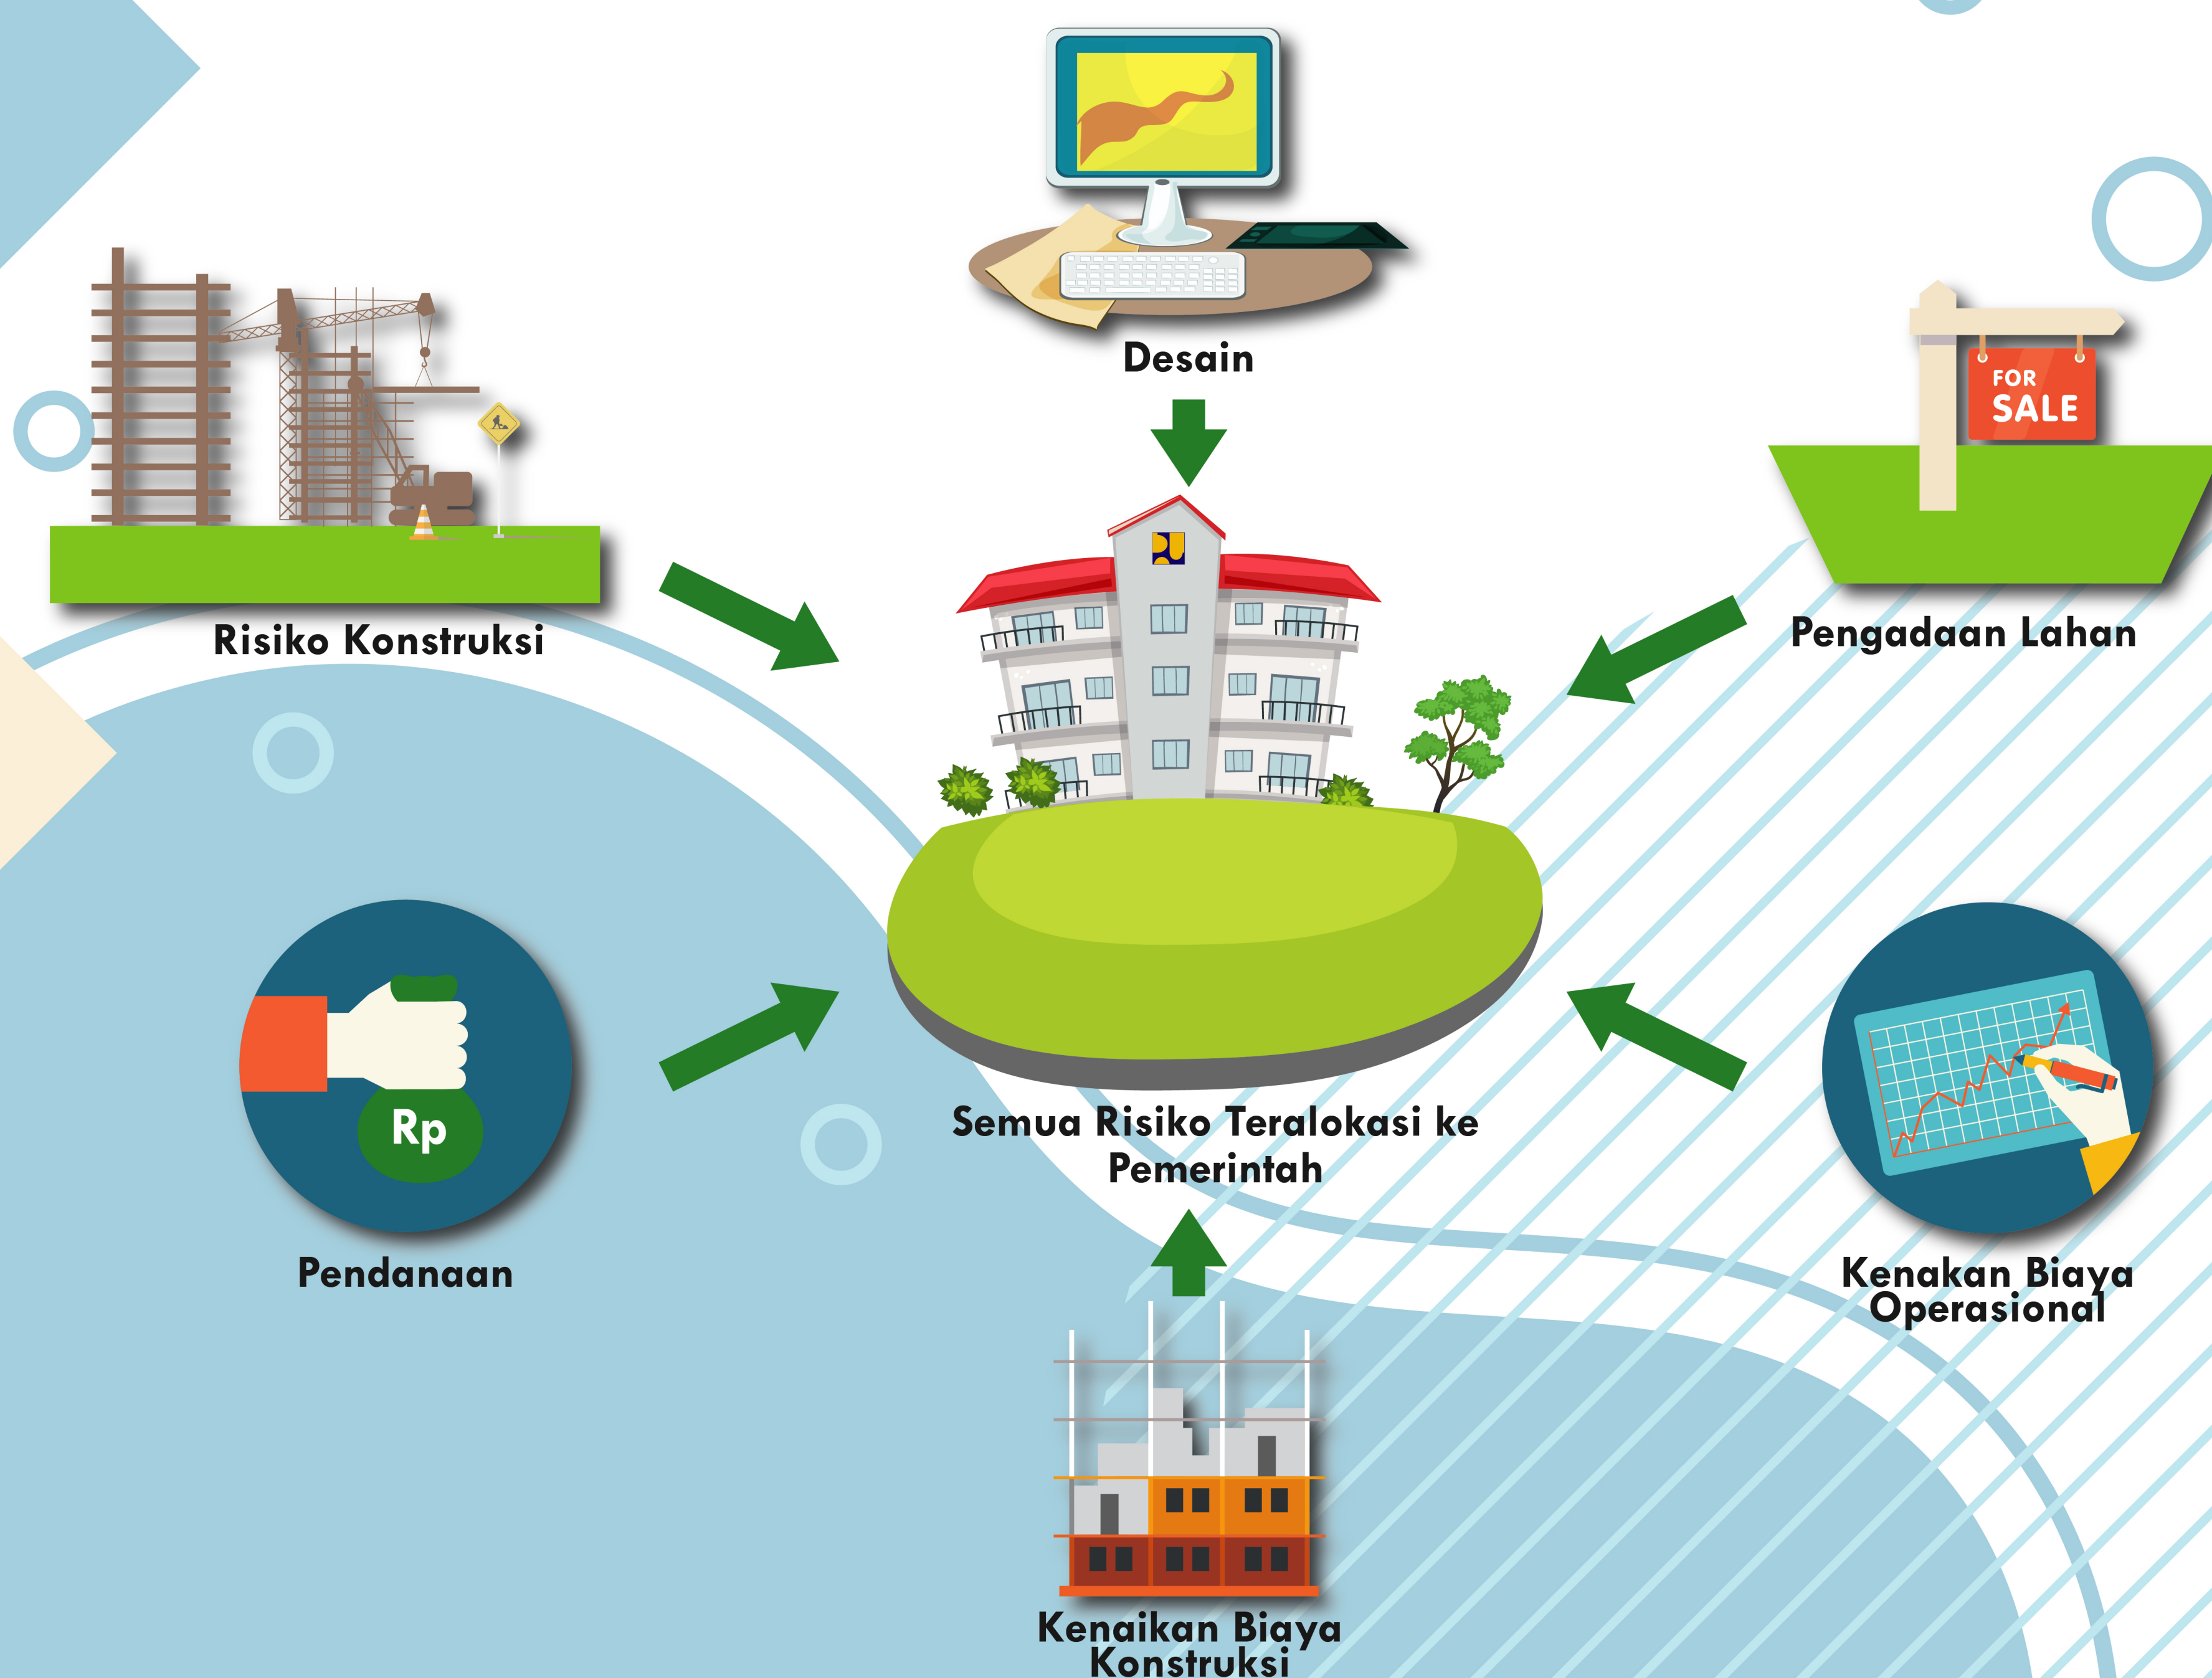 Desain
FOR
SALE
Risiko Konstruksi
Pengadaan Lahan
Rp
Semua Risiko Teralokasi ke
Pemerintah
Pendanaan
Kenakan Biaya
Operasional
Kenaikan Biaya
Konstruksi